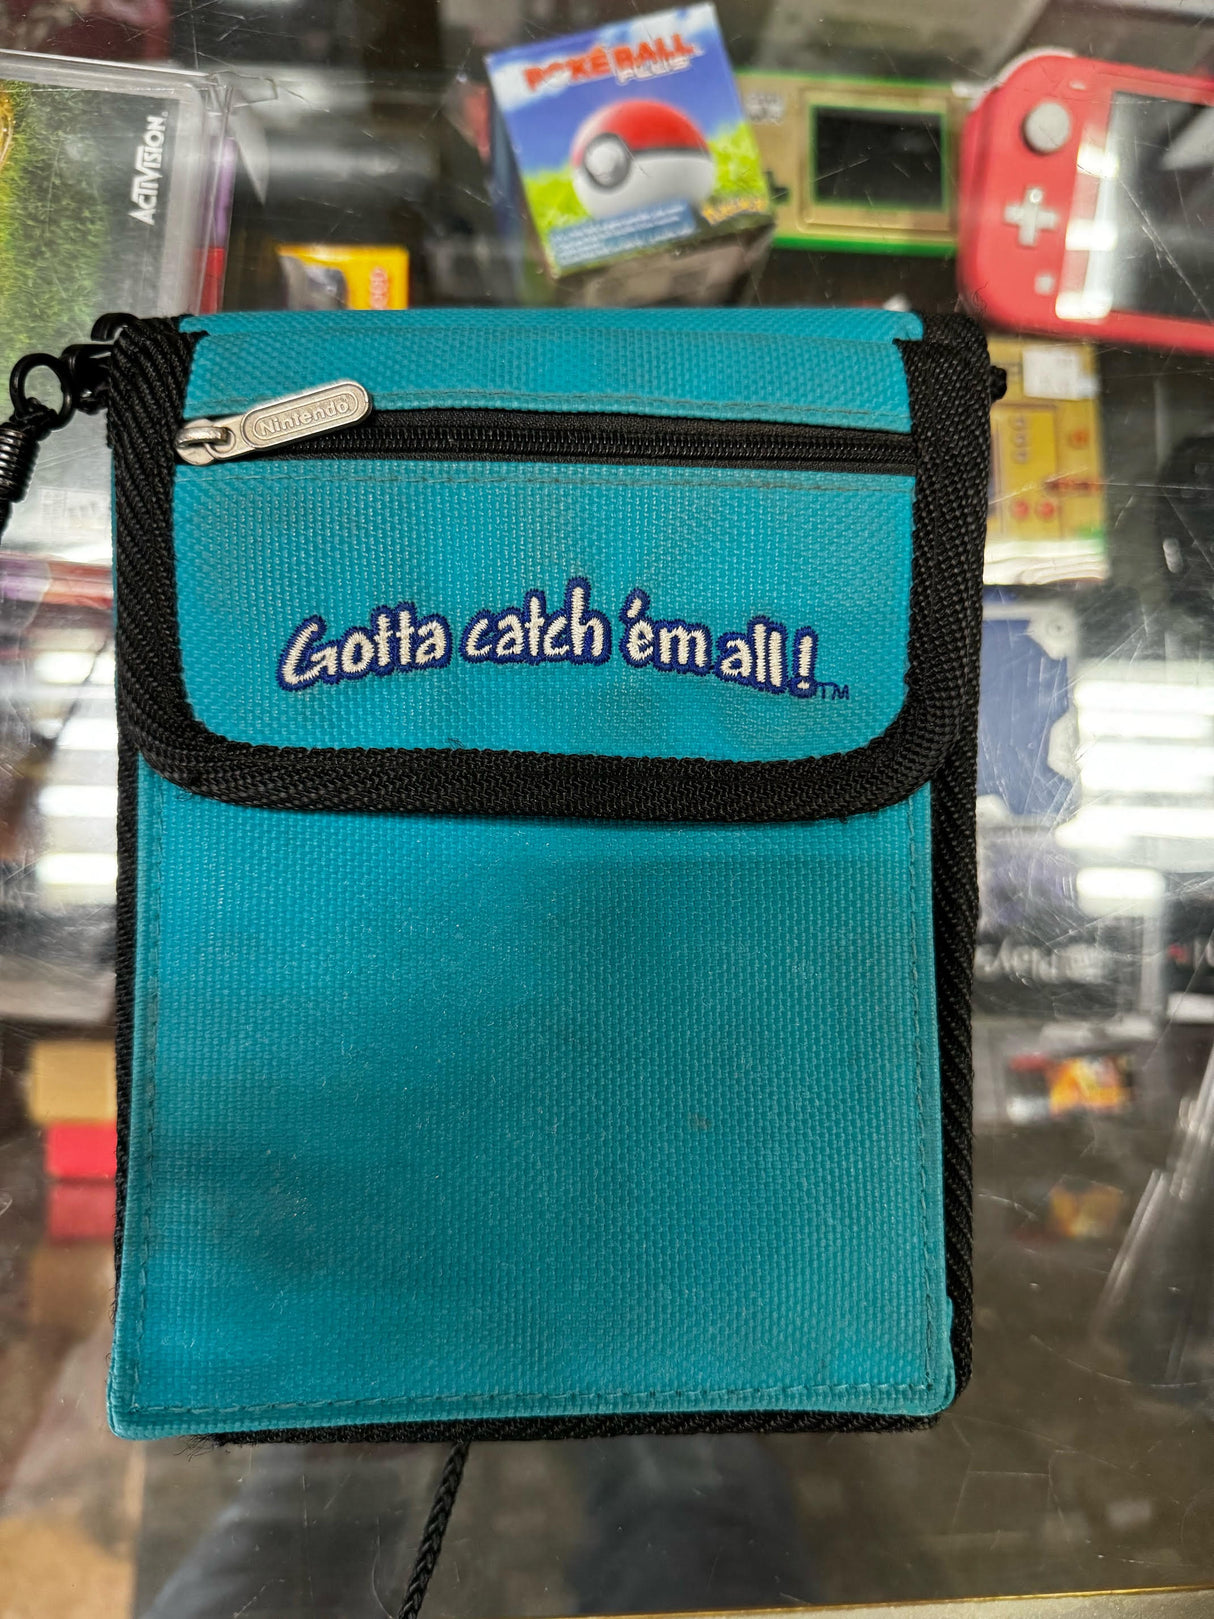 POKÉ BALL
PLUS
ACTIVISION
Nintendo
Gotta catch 'em all!™